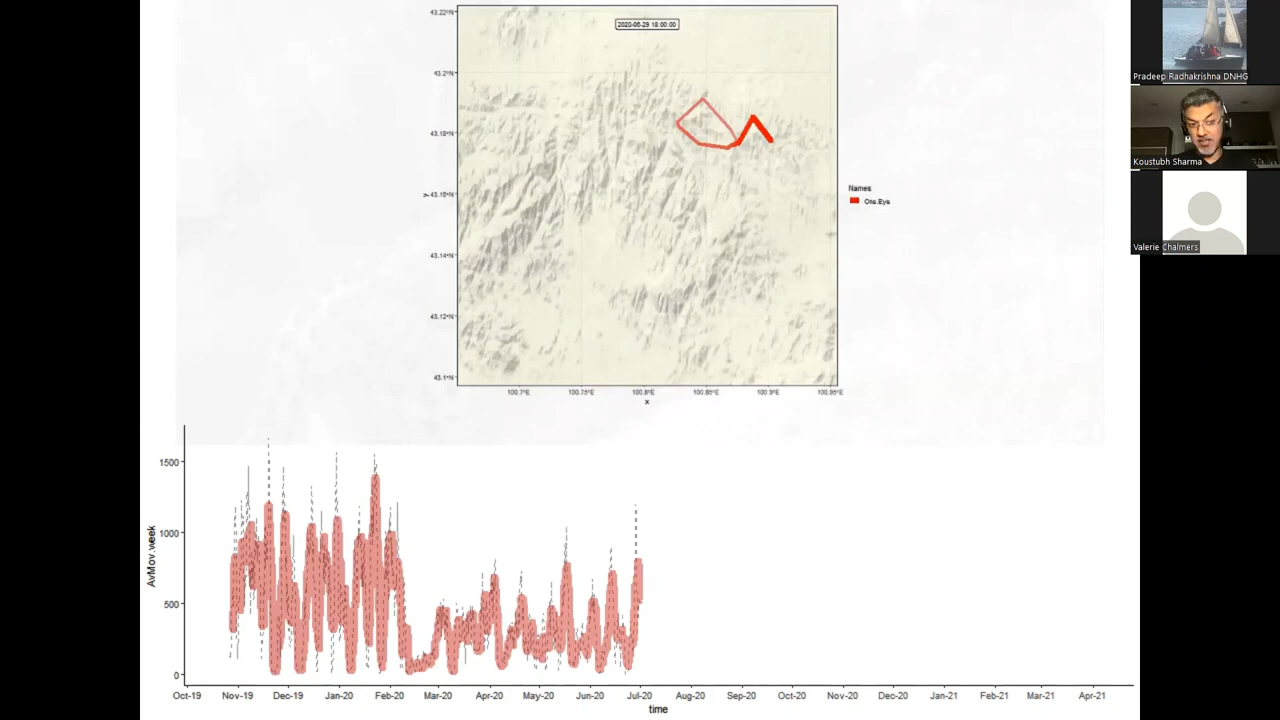 43.22°N
2020-06-29 18:00:00
Pradeep Radhakrishna DNHG
43.2°N
43.18°N
Koustubh Sharma
Names
One.Eye
y
43.16°N
Valerie Chalmers
43.14°N
43.12°N
43.1°N
100.7°E 100.75°E 100.8°E 100.85°E 100.9°E 100.95°E
x
1500
1000
AvMov.week
500
0
Oct-19 Nov-19 Dec-19 Jan-20 Feb-20 Mar-20 Apr-20 May-20 Jun-20 Jul-20 Aug-20 Sep-20 Oct-20 Nov-20 Dec-20 Jan-21 Feb-21 Mar-21 Apr-21
time